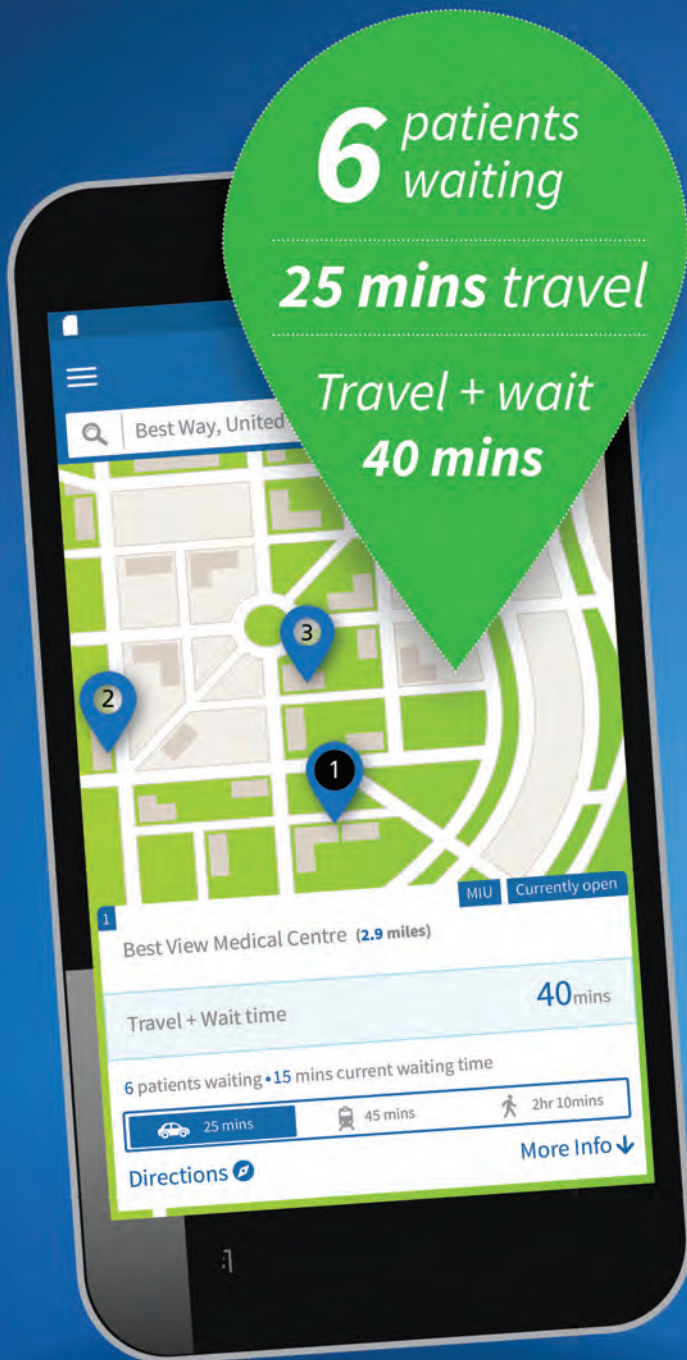 6 patients
waiting
25 mins travel
Travel + wait
40 mins
Best Way, United
3
2
1
MIU Currently open
1
Best View Medical Centre (2.9 miles)
Travel + Wait time 40 mins
6 patients waiting • 15 mins current waiting time
25 mins 45 mins 2hr 10mins
Directions More Info